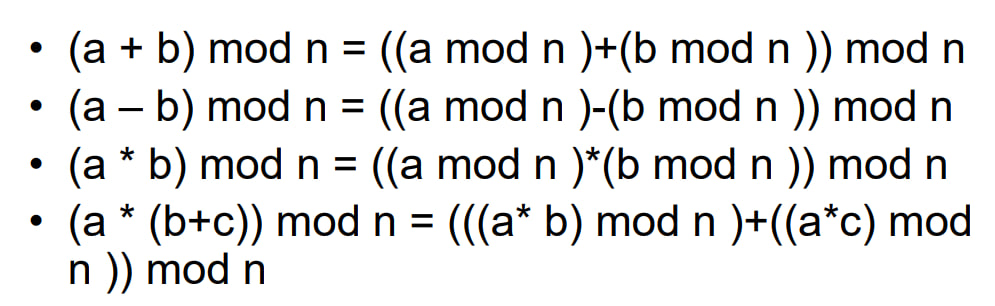 • (a + b) mod n = ((a mod n )+(b mod n )) mod n
• (a – b) mod n = ((a mod n )-(b mod n )) mod n
• (a * b) mod n = ((a mod n )*(b mod n )) mod n
• (a * (b+c)) mod n = (((a* b) mod n )+((a*c) mod
n )) mod n